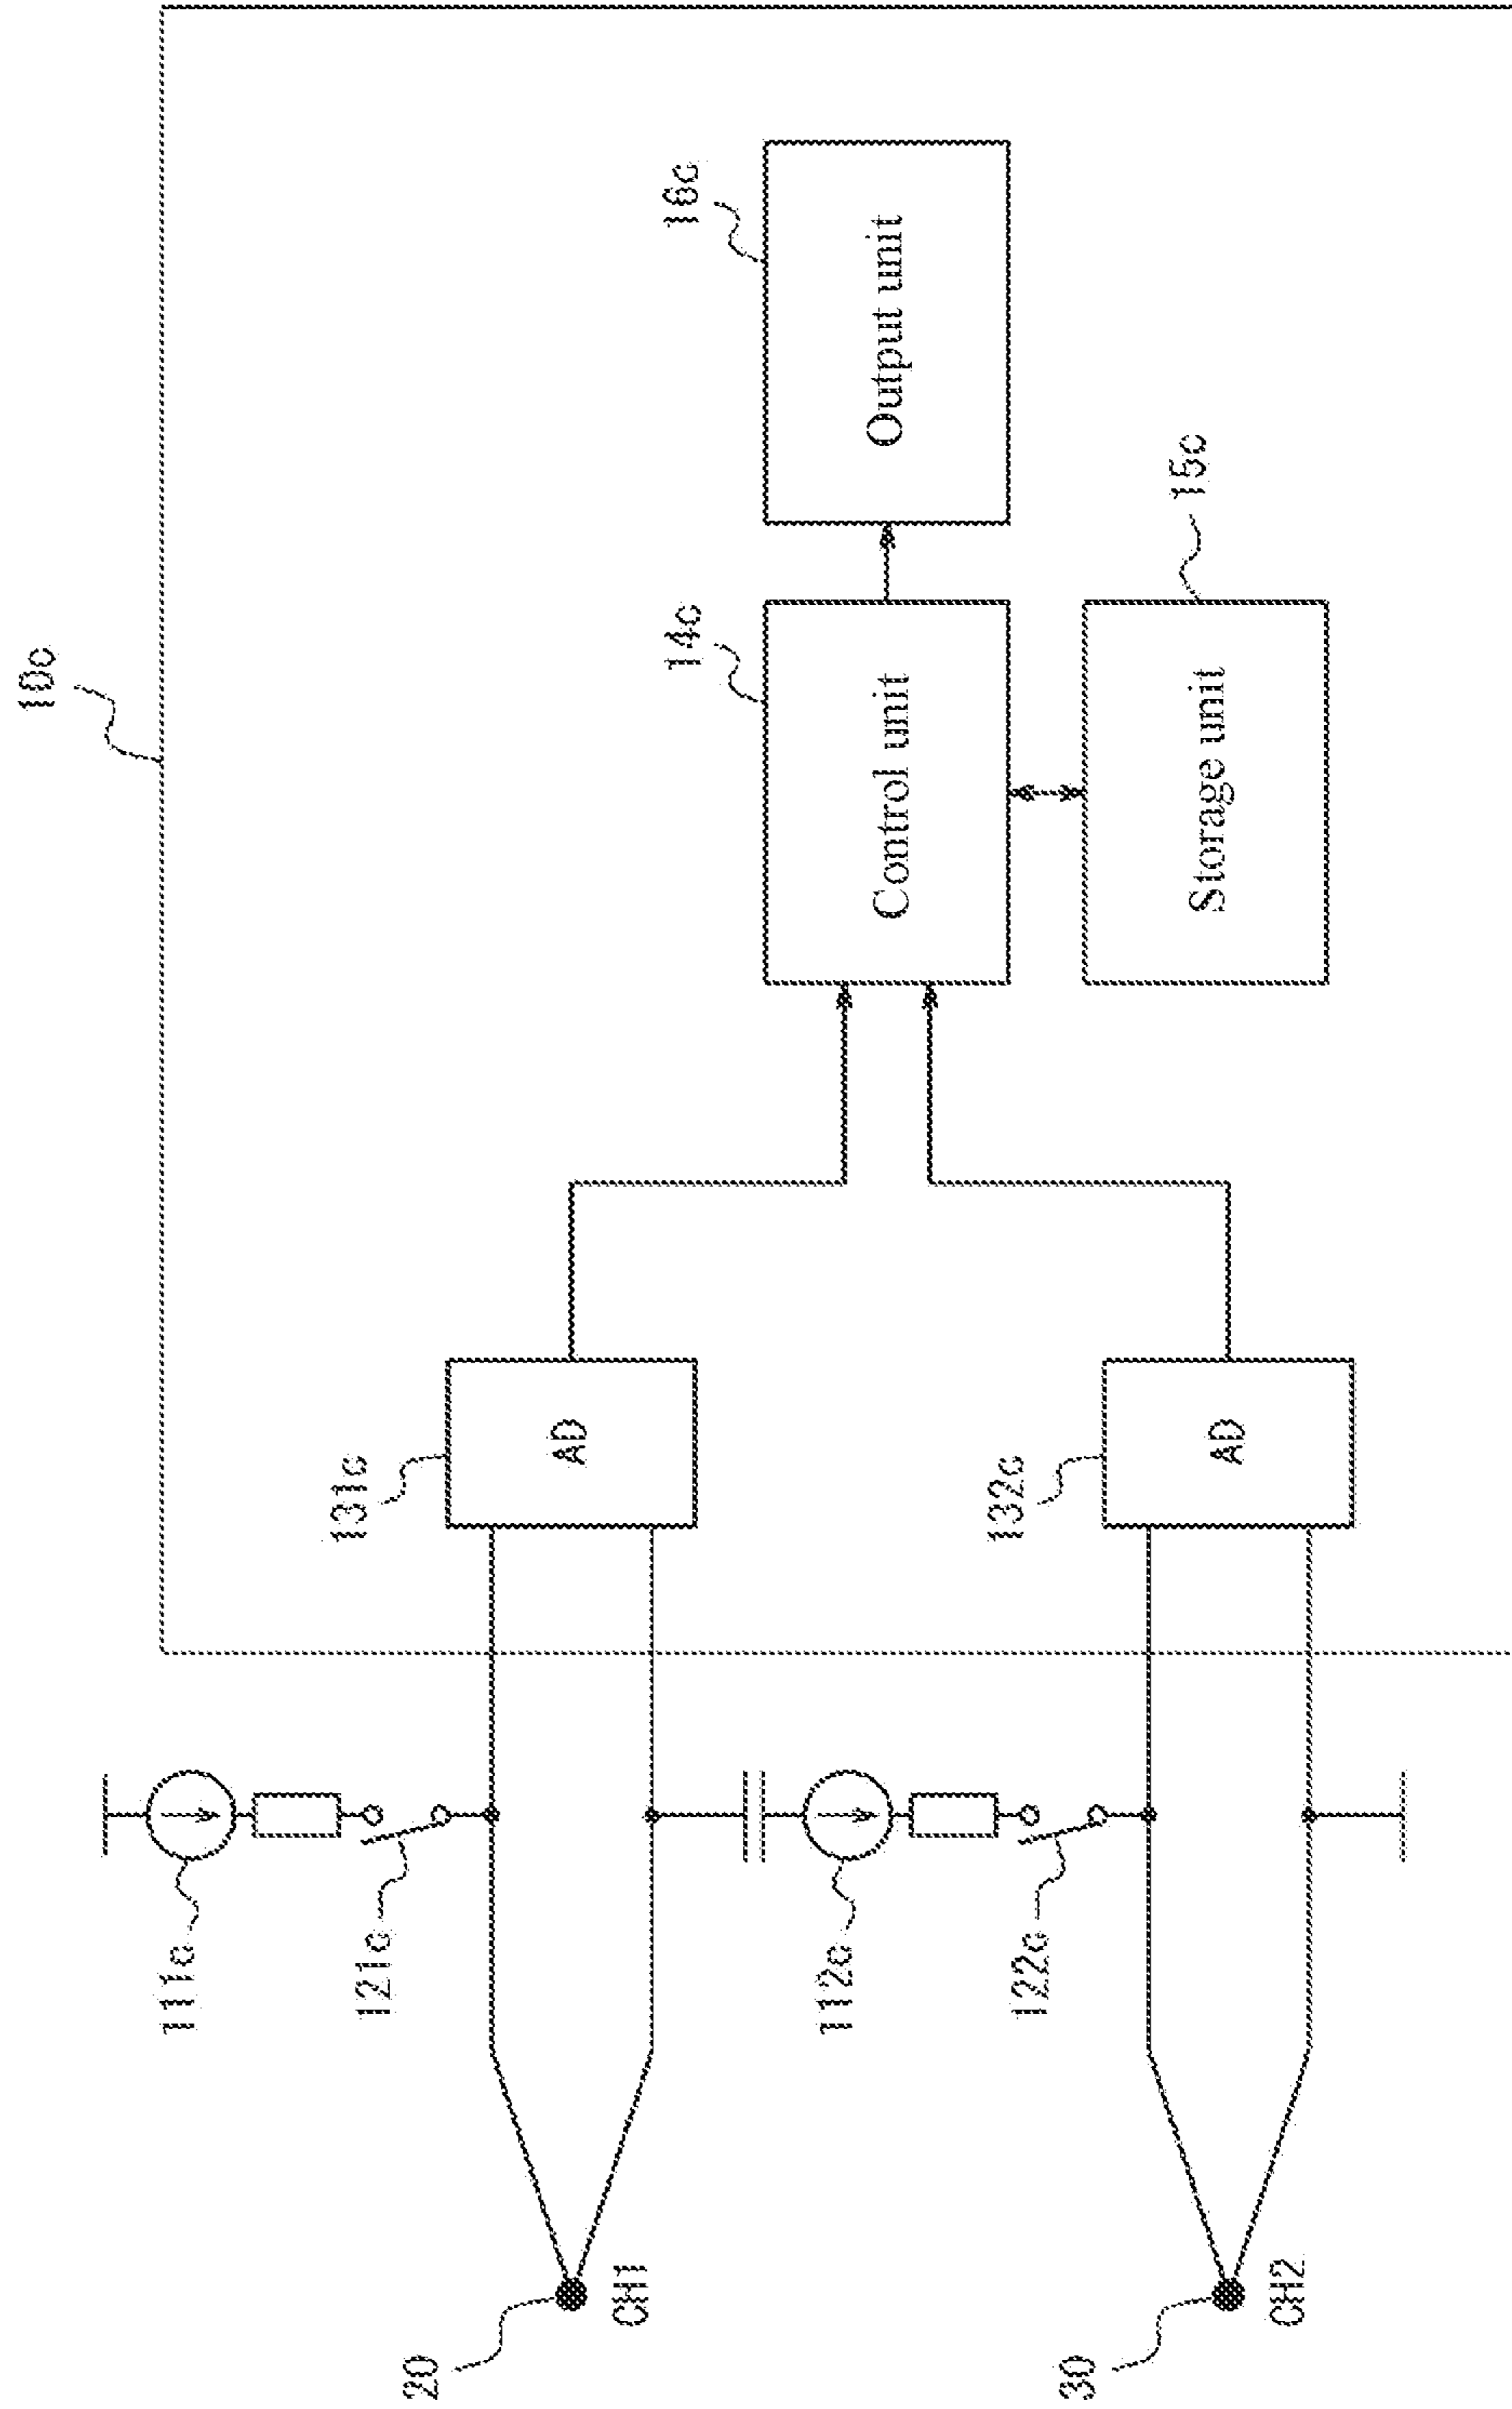 10c
111c
121c
131c
20
AD
CH1
14c
16c
112c
Control unit
Output unit
122c
132c
30
15c
AD
Storage unit
CH2